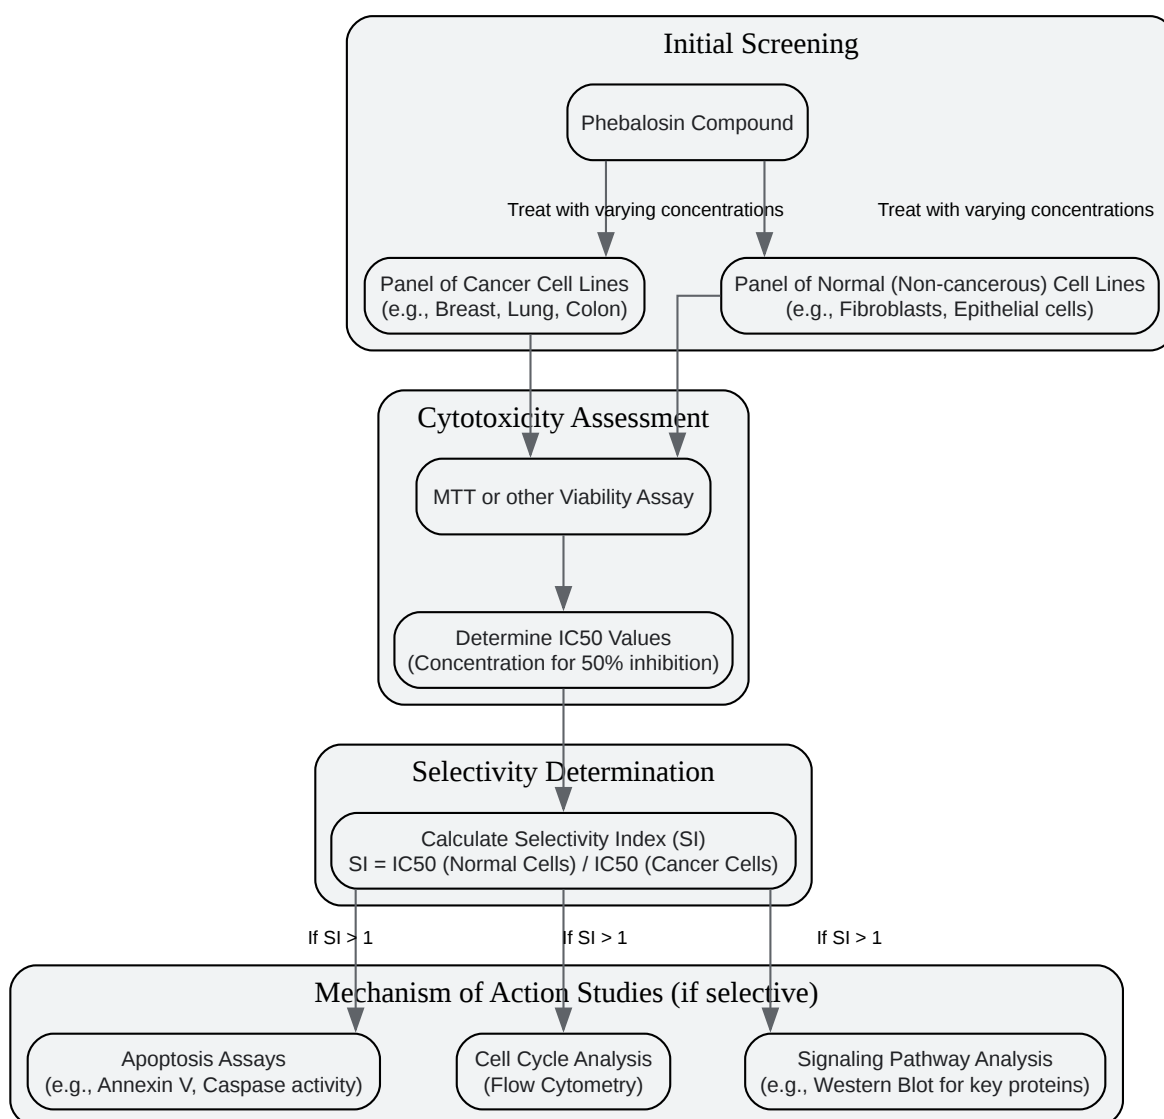 Initial Screening
Phebalosin Compound
Treat with varying concentrations
Treat with varying concentrations
Panel of Cancer Cell Lines
(e.g., Breast, Lung, Colon)
Panel of Normal (Non-cancerous) Cell Lines
(e.g., Fibroblasts, Epithelial cells)
Cytotoxicity Assessment
MTT or other Viability Assay
Determine IC50 Values
(Concentration for 50% inhibition)
Selectivity Determination
Calculate Selectivity Index (SI)
SI = IC50 (Normal Cells) / IC50 (Cancer Cells)
If SI > 1
If SI > 1
If SI > 1
Mechanism of Action Studies (if selective)
Apoptosis Assays
(e.g., Annexin V, Caspase activity)
Cell Cycle Analysis
(Flow Cytometry)
Signaling Pathway Analysis
(e.g., Western Blot for key proteins)